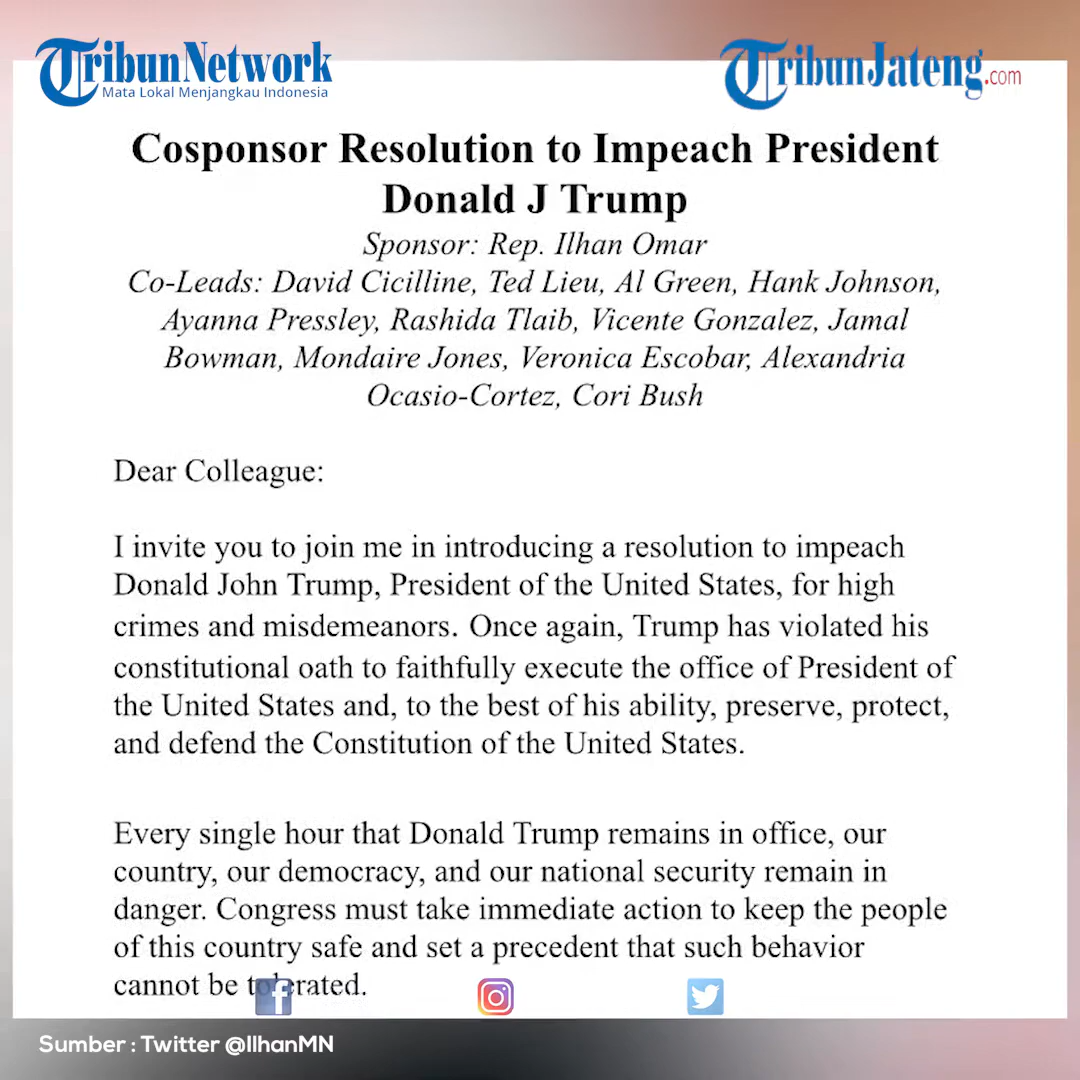 TribunNetwork
Mata Lokal Menjangkau Indonesia
TribunJateng.com
Cosponsor Resolution to Impeach President
Donald J Trump
Sponsor: Rep. Ilhan Omar
Co-Leads: David Cicilline, Ted Lieu, Al Green, Hank Johnson,
Ayanna Pressley, Rashida Tlaib, Vicente Gonzalez, Jamal
Bowman, Mondaire Jones, Veronica Escobar, Alexandria
Ocasio-Cortez, Cori Bush
Dear Colleague:
I invite you to join me in introducing a resolution to impeach
Donald John Trump, President of the United States, for high
crimes and misdemeanors. Once again, Trump has violated his
constitutional oath to faithfully execute the office of President of
the United States and, to the best of his ability, preserve, protect,
and defend the Constitution of the United States.
Every single hour that Donald Trump remains in office, our
country, our democracy, and our national security remain in
danger. Congress must take immediate action to keep the people
of this country safe and set a precedent that such behavior
cannot be tolerated.
Sumber : Twitter @IlhanMN